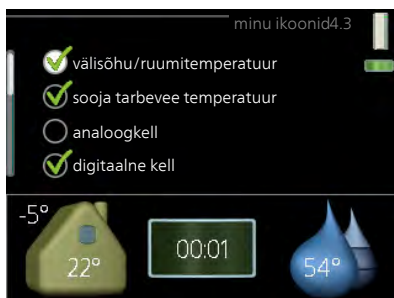 minu ikoonid4.3
välisõhu/ruumitemperatuur
sooja tarbevee temperatuur
analoogkell
digitaalne kell
-5°
22°
00:01
54°